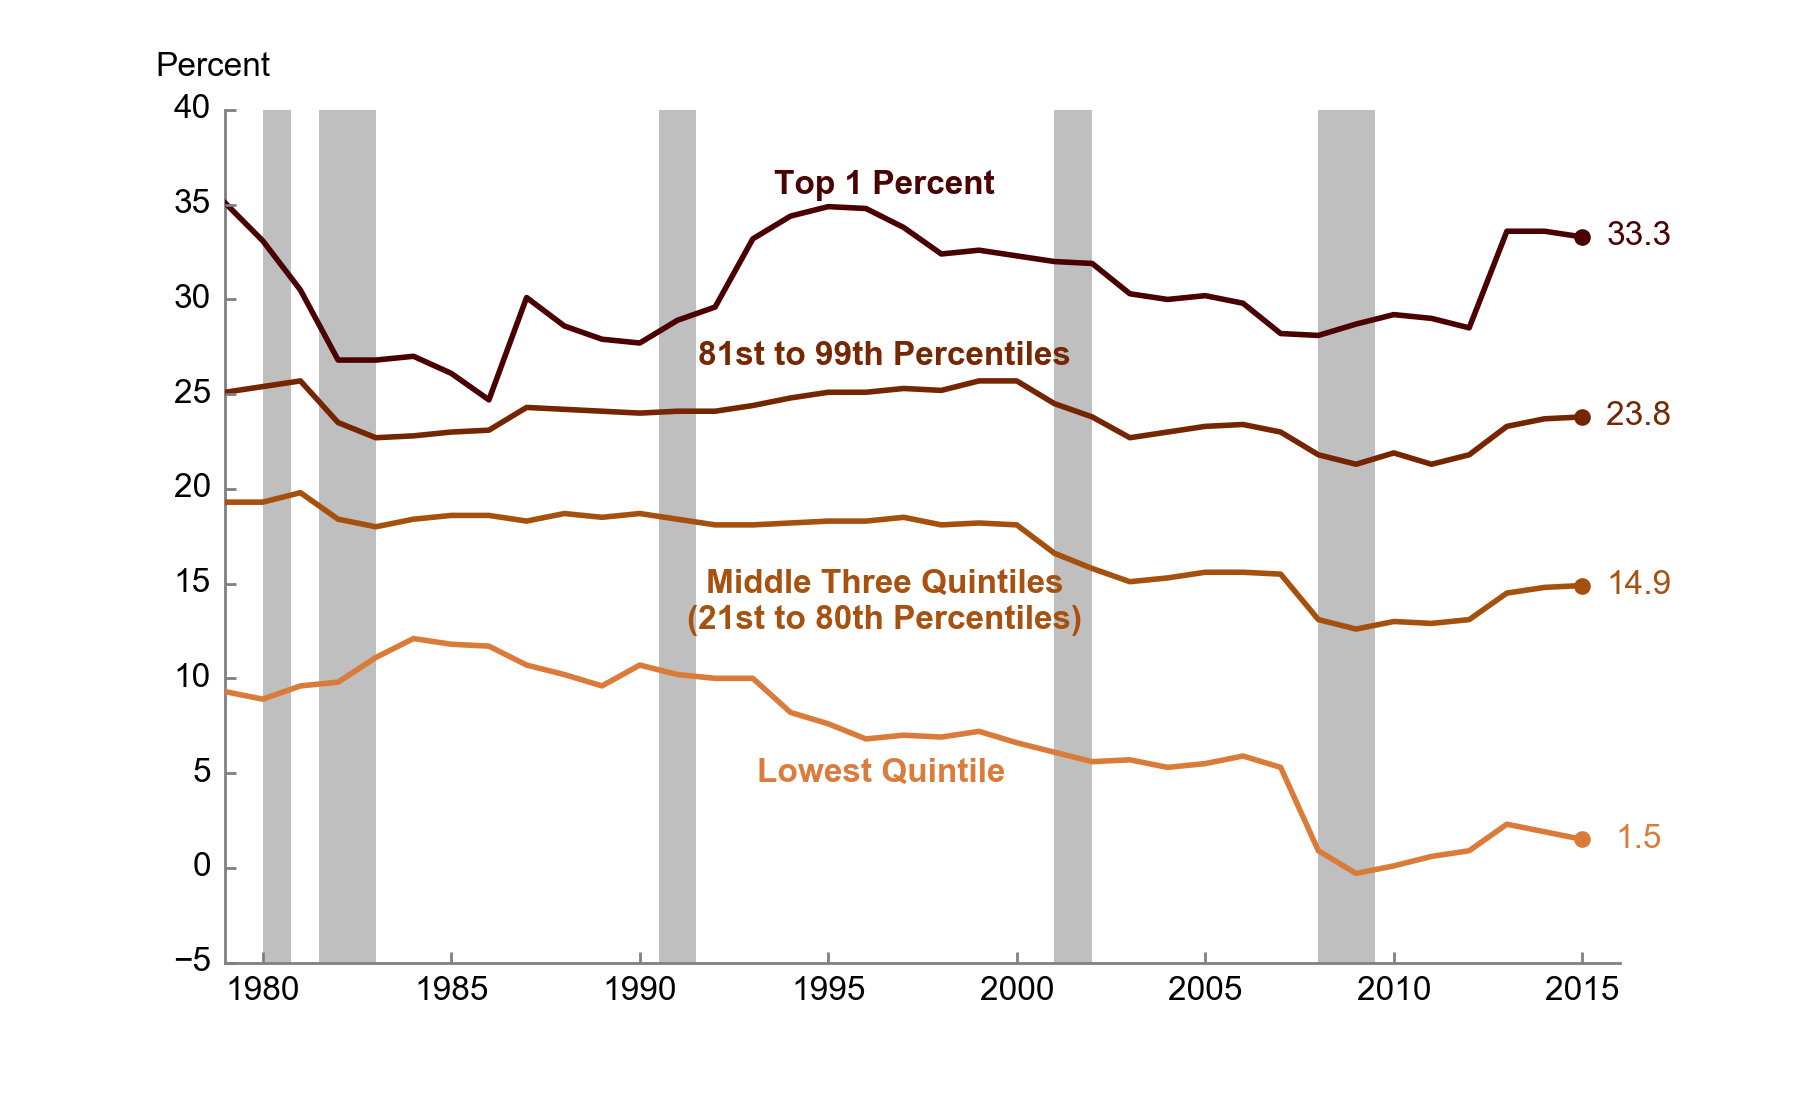 Percent
40
35
30
25
20
15
10
5
0
−5
Top 1 Percent
33.3
81st to 99th Percentiles
23.8
Middle Three Quintiles
(21st to 80th Percentiles)
14.9
Lowest Quintile
1.5
1980 1985 1990 1995 2000 2005 2010 2015